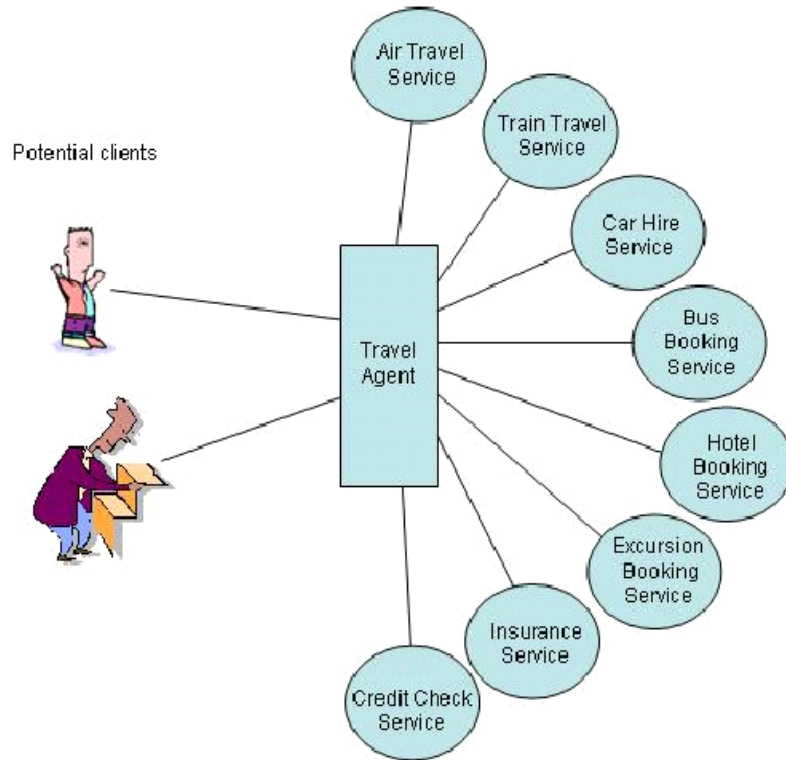 Air Travel
Service
Train Travel
Service
Potential clients
Car Hire
Service
Bus
Booking
Service
Travel
Agent
Hotel
Booking
Service
Excursion
Booking
Service
Insurance
Service
Credit Check
Service